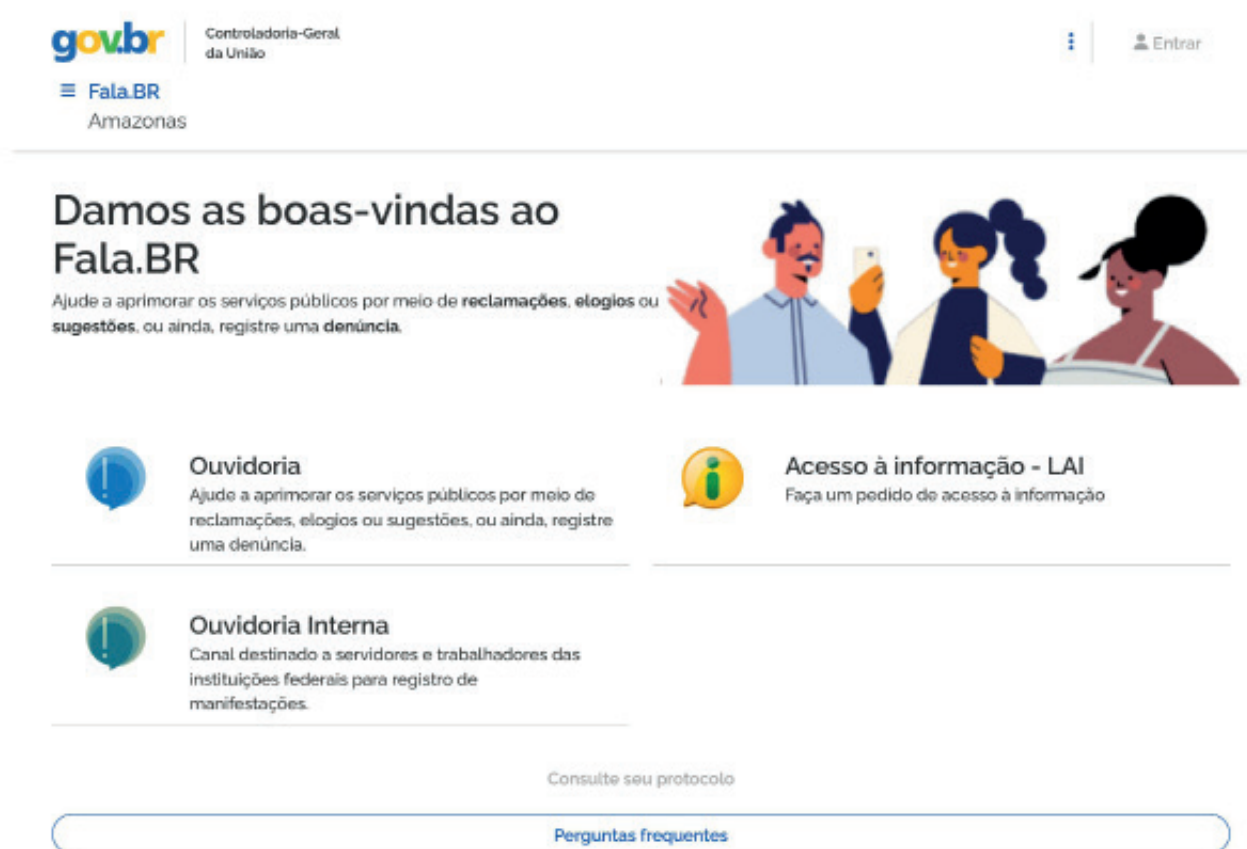 gov.br
Controladoria-Geral
da União
Entrar
Fala.BR
Amazonas
Damos as boas-vindas ao
Fala.BR
Ajude a aprimorar os serviços públicos por meio de reclamações, elogios ou
sugestões, ou ainda, registre uma denúncia.
Ouvidoria
Ajude a aprimorar os serviços públicos por meio de
reclamações, elogios ou sugestões, ou ainda, registre
uma denúncia.
Acesso à informação - LAI
Faça um pedido de acesso à informação
Ouvidoria Interna
Canal destinado a servidores e trabalhadores das
instituições federais para registro de
manifestações.
Consulte seu protocolo
Perguntas frequentes